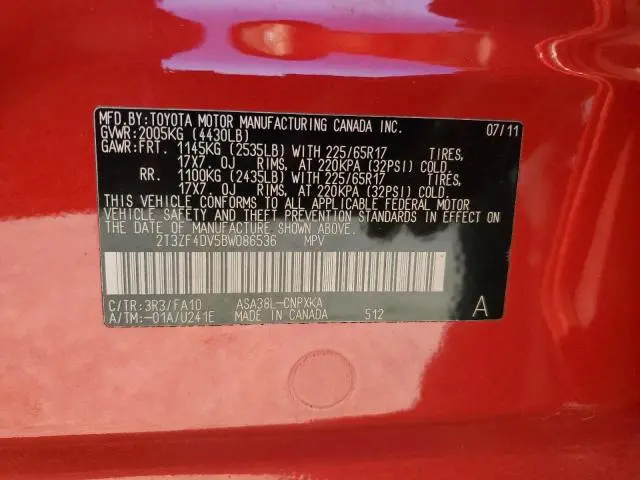 MFD.BY:TOYOTA MOTOR MANUFACTURING CANADA INC. 07/11
GVWR:2005KG (4430LB)
GAWR:FRT. 1145KG (2535LB) WITH 225/65R17 TIRES,
17X7.0J RIMS, AT 220KPA (32PSI) COLD.
RR. 1100KG (2435LB) WITH 225/65R17 TIRES,
17X7.0J RIMS, AT 220KPA (32PSI) COLD.
THIS VEHICLE CONFORMS TO ALL APPLICABLE FEDERAL MOTOR
VEHICLE SAFETY AND THEFT PREVENTION STANDARDS IN EFFECT
ON THE DATE OF MANUFACTURE SHOWN ABOVE.
2T3ZF4DV5BW086536 MPV
C/TR:3R3/FA10 ASA38L-CNPXKA
A/TM:-01A/U241E MADE IN CANADA 512 A